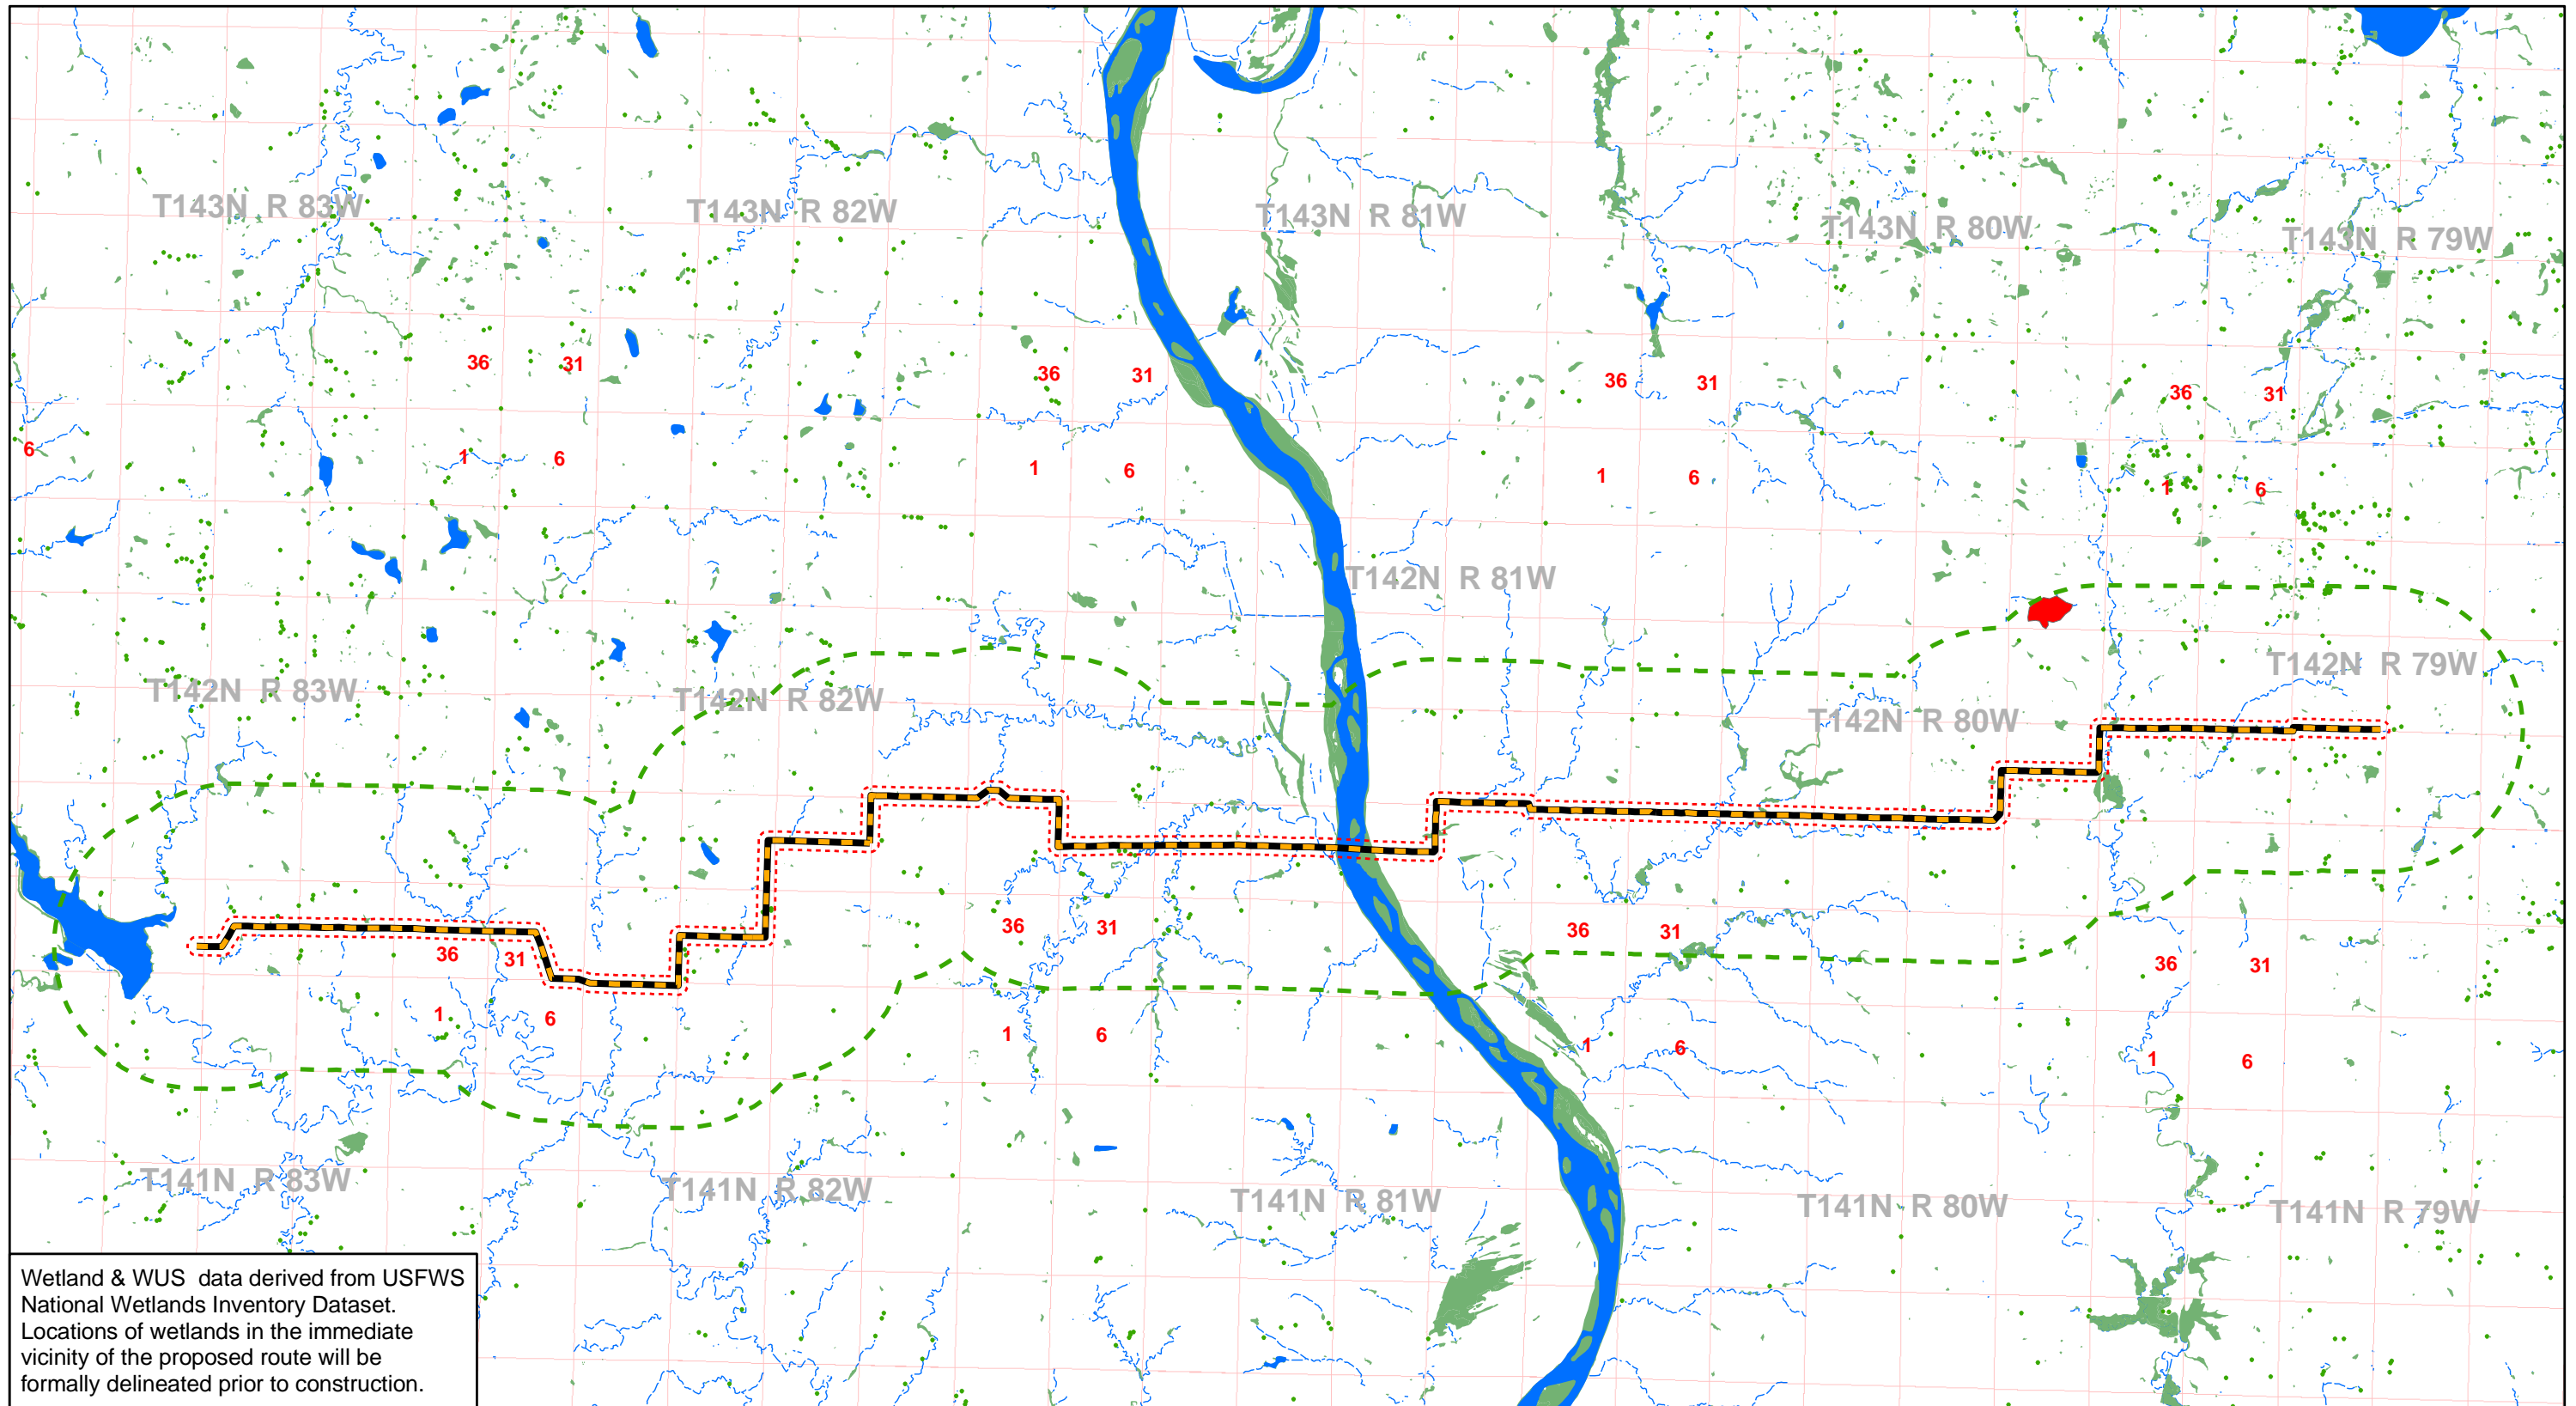 T143N R 83W
T143N R 82W
T143N R 81W
T143N R 80W
T143N R 79W
36
31
36
31
36
31
36
31
6
1
6
1
6
1
6
1
6
T142N R 81W
T142N R 83W
T142N R 82W
T142N R 80W
T142N R 79W
36
31
36
31
36
31
36
31
1
6
1
6
1
6
1
6
T141N R 83W
T141N R 82W
T141N R 81W
T141N R 80W
T141N R 79W
Wetland & WUS data derived from USFWS
National Wetlands Inventory Dataset.
Locations of wetlands in the immediate
vicinity of the proposed route will be
formally delineated prior to construction.